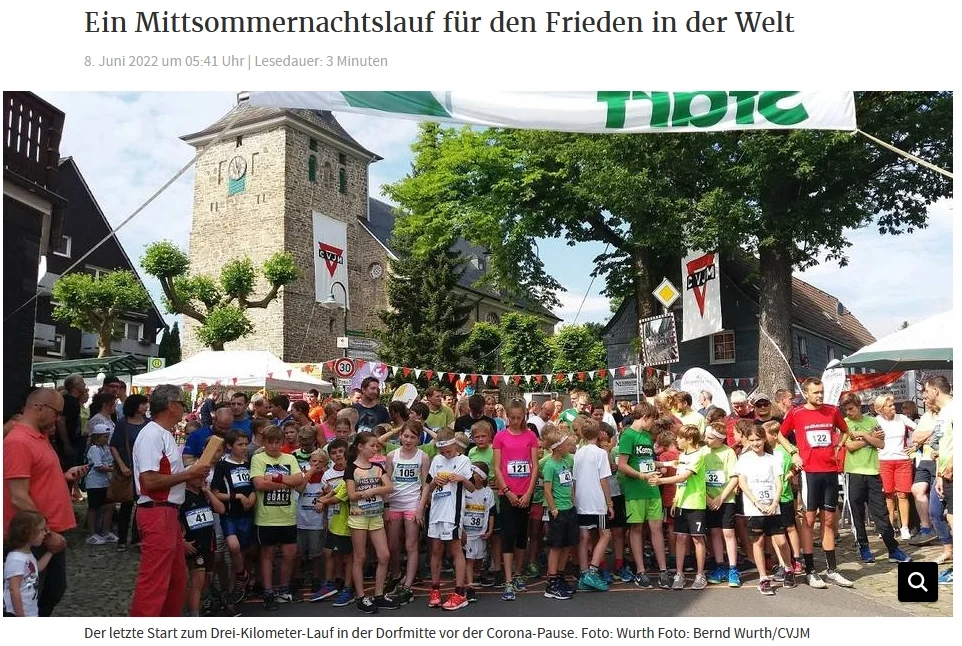 Ein Mittsommernachtslauf für den Frieden in der Welt
8. Juni 2022 um 05:41 Uhr | Lesedauer: 3 Minuten
CVJM
CVJM
30
H
105
121
122
41
38
35
32
103
Der letzte Start zum Drei-Kilometer-Lauf in der Dorfmitte vor der Corona-Pause. Foto: Wurth Foto: Bernd Wurth/CVJM